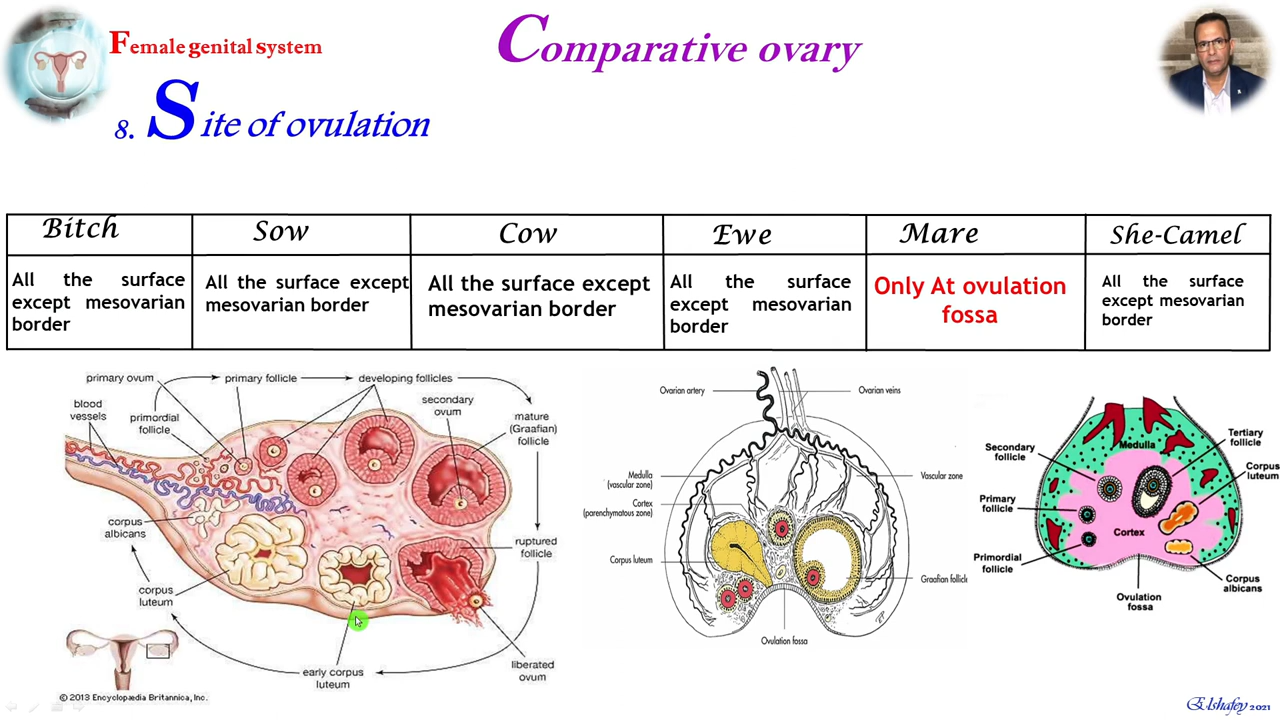 Female genital system
Comparative ovary
8. Site of ovulation
Bitch
Sow
Cow
Ewe
Mare
She-Camel
All the surface
except mesovarian
border
All the surface except
mesovarian border
All the surface except
mesovarian border
All the surface
except mesovarian
border
Only At ovulation
fossa
All the surface
except mesovarian
border
primary ovum
primary follicle
developing follicles
blood
vessels
primordial
follicle
secondary
ovum
mature
(Graafian)
follicle
corpus
albicans
ruptured
follicle
corpus
luteum
early corpus
luteum
liberated
ovum
© 2013 Encyclopædia Britannica, Inc.
Ovarian artery
Ovarian veins
Medulla
(vascular zone)
Vascular zone
Cortex
(parenchymatous zone)
Corpus luteum
Graafian follicle
Ovulation fossa
Medulla
Tertiary
follicle
Secondary
follicle
Corpus
luteum
Primary
follicle
Cortex
Primordial
follicle
Corpus
albicans
Ovulation
fossa
Elshafey 2021